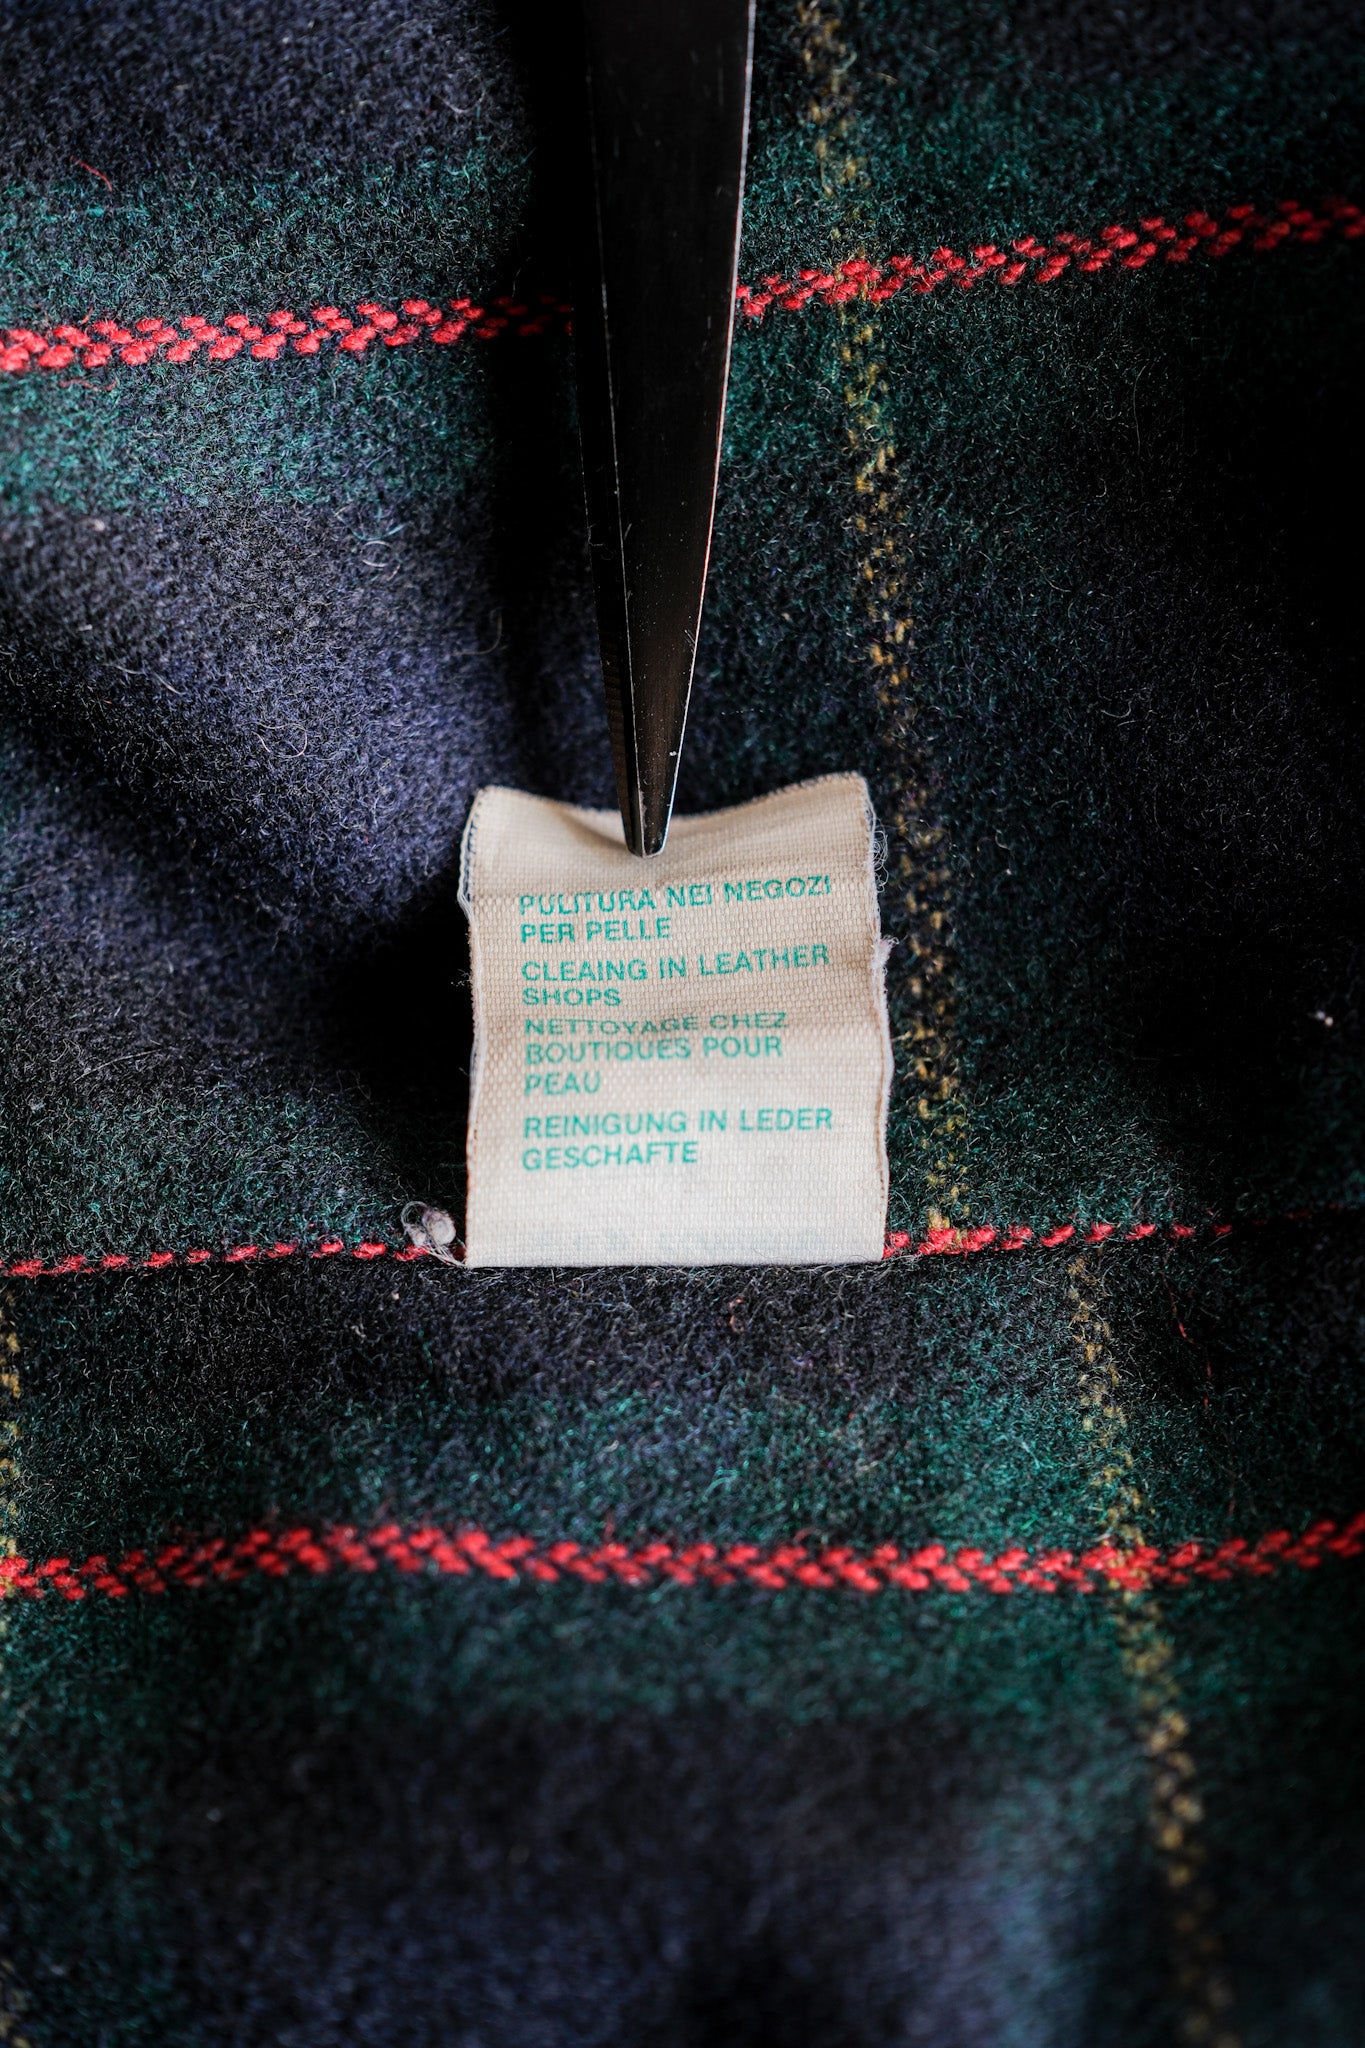 PULITURA NEI NEGOZI
PER PELLE
CLEAING IN LEATHER
SHOPS
NETTOYAGE CHEZ
BOUTIQUES POUR
PEAU
REINIGUNG IN LEDER
GESCHAFTE